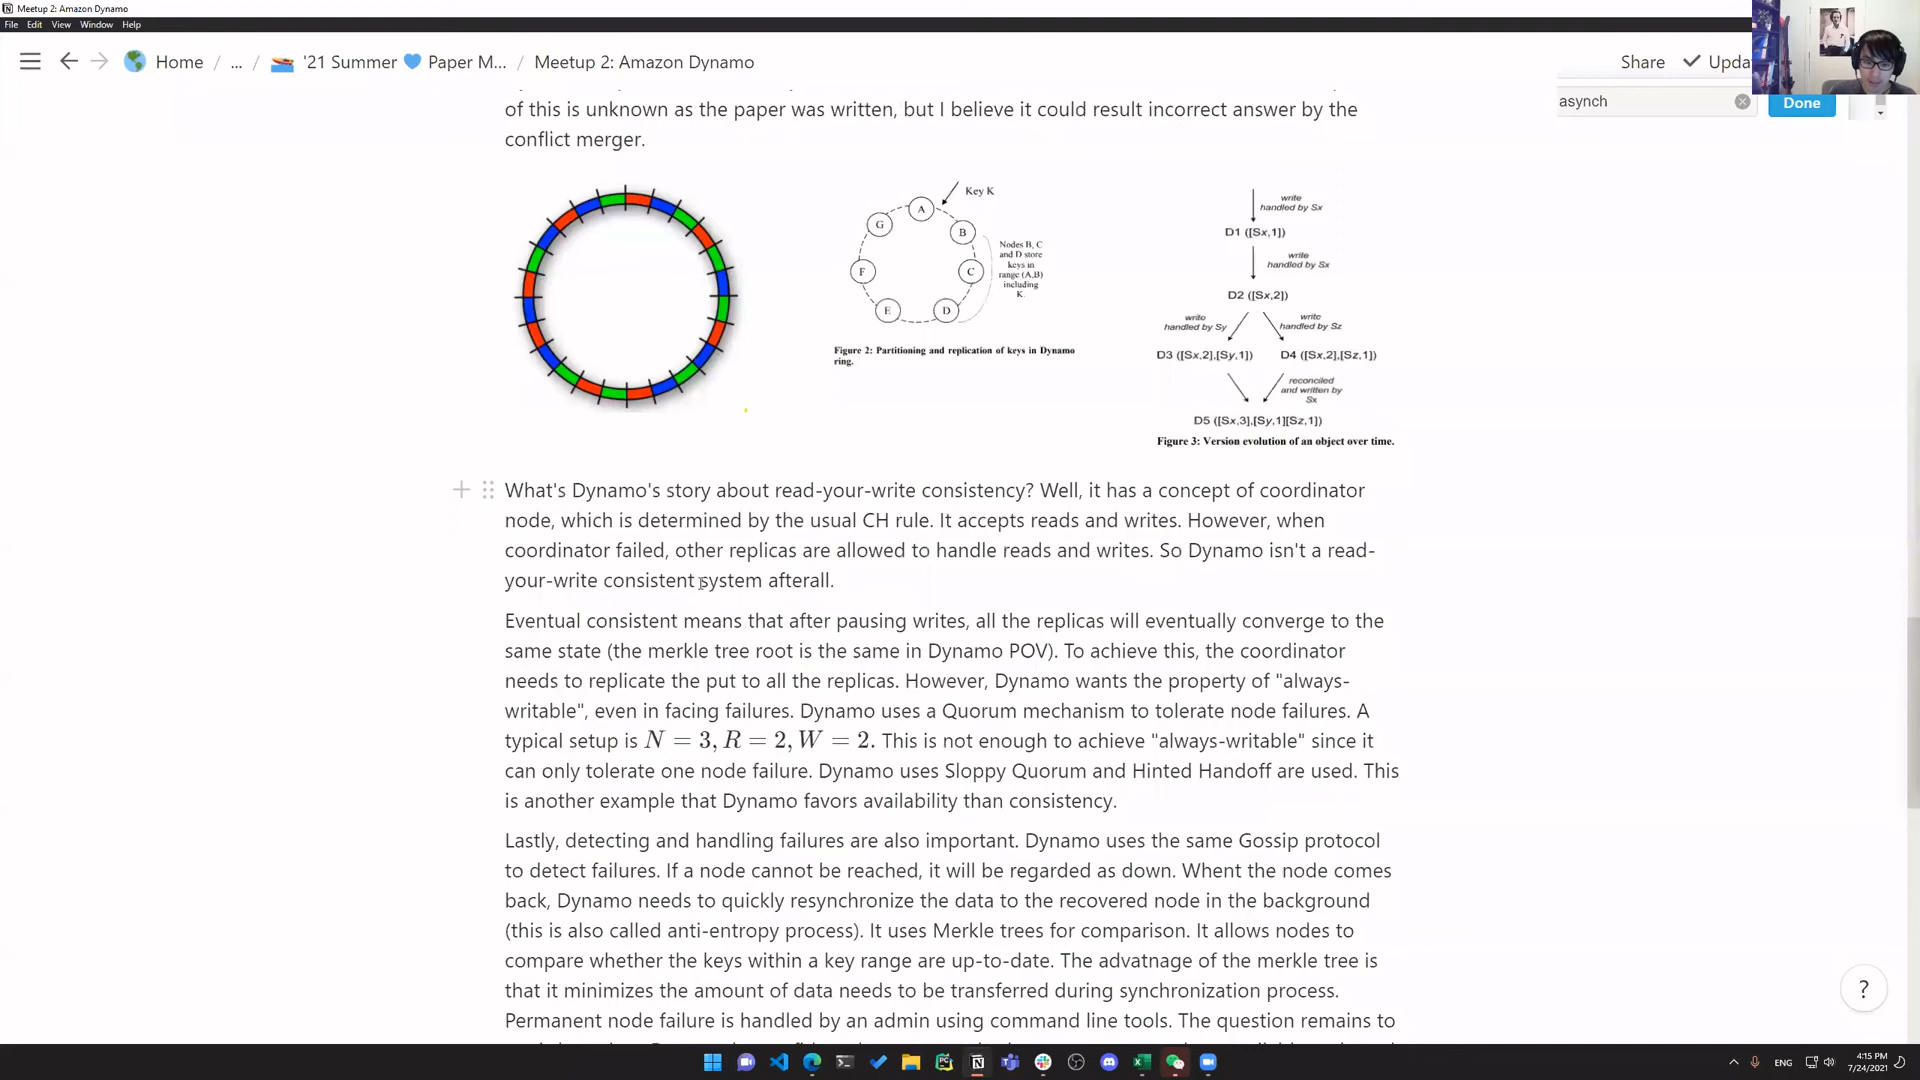 Meetup 2: Amazon Dynamo
File Edit View Window Help
Home / ... / '21 Summer 💙 Paper M... / Meetup 2: Amazon Dynamo
Share
asynch
Done
of this is unknown as the paper was written, but I believe it could result incorrect answer by the
conflict merger.
Key K
A
B
C
D
E
F
G
Nodes B, C
and D store
keys in
range (A,B)
including
K.
Figure 2: Partitioning and replication of keys in Dynamo
ring.
write
handled by Sx
D1 ([Sx,1])
write
handled by Sx
D2 ([Sx,2])
write
handled by Sy
write
handled by Sz
D3 ([Sx,2],[Sy,1])
D4 ([Sx,2],[Sz,1])
reconciled
and written by
Sx
D5 ([Sx,3],[Sy,1][Sz,1])
Figure 3: Version evolution of an object over time.
What's Dynamo's story about read-your-write consistency? Well, it has a concept of coordinator
node, which is determined by the usual CH rule. It accepts reads and writes. However, when
coordinator failed, other replicas are allowed to handle reads and writes. So Dynamo isn't a read-
your-write consistent system afterall.
Eventual consistent means that after pausing writes, all the replicas will eventually converge to the
same state (the merkle tree root is the same in Dynamo POV). To achieve this, the coordinator
needs to replicate the put to all the replicas. However, Dynamo wants the property of "always-
writable", even in facing failures. Dynamo uses a Quorum mechanism to tolerate node failures. A
typical setup is N = 3, R = 2, W = 2. This is not enough to achieve "always-writable" since it
can only tolerate one node failure. Dynamo uses Sloppy Quorum and Hinted Handoff are used. This
is another example that Dynamo favors availability than consistency.
Lastly, detecting and handling failures are also important. Dynamo uses the same Gossip protocol
to detect failures. If a node cannot be reached, it will be regarded as down. Whent the node comes
back, Dynamo needs to quickly resynchronize the data to the recovered node in the background
(this is also called anti-entropy process). It uses Merkle trees for comparison. It allows nodes to
compare whether the keys within a key range are up-to-date. The advatnage of the merkle tree is
that it minimizes the amount of data needs to be transferred during synchronization process.
Permanent node failure is handled by an admin using command line tools. The question remains to
?
ENG
4:15 PM
7/24/2021